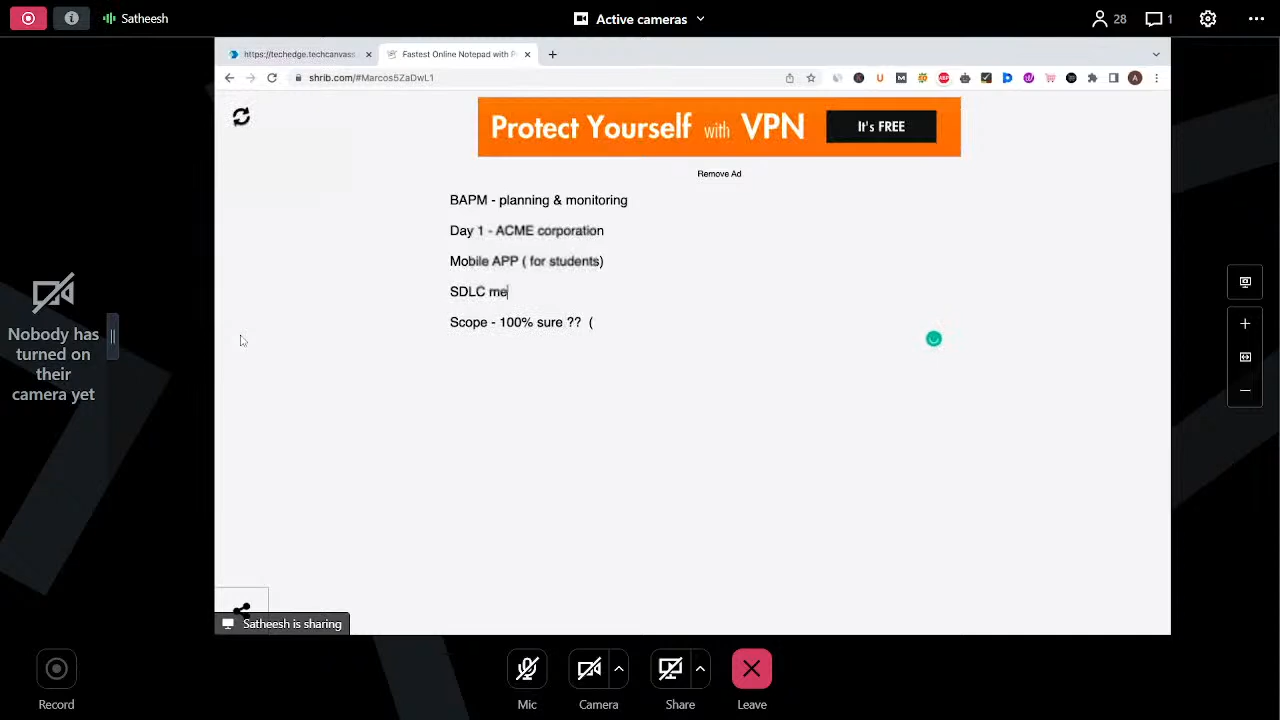 Satheesh
Active cameras
28
1
https://techedge.techcanvass
Fastest Online Notepad with P
shrib.com/#Marcos5ZaDwL1
Protect Yourself with VPN
It's FREE
Remove Ad
BAPM - planning & monitoring
Day 1 - ACME corporation
Mobile APP ( for students)
SDLC me
Scope - 100% sure ?? (
Nobody has
turned on
their
camera yet
Satheesh is sharing
Record
Mic
Camera
Share
Leave